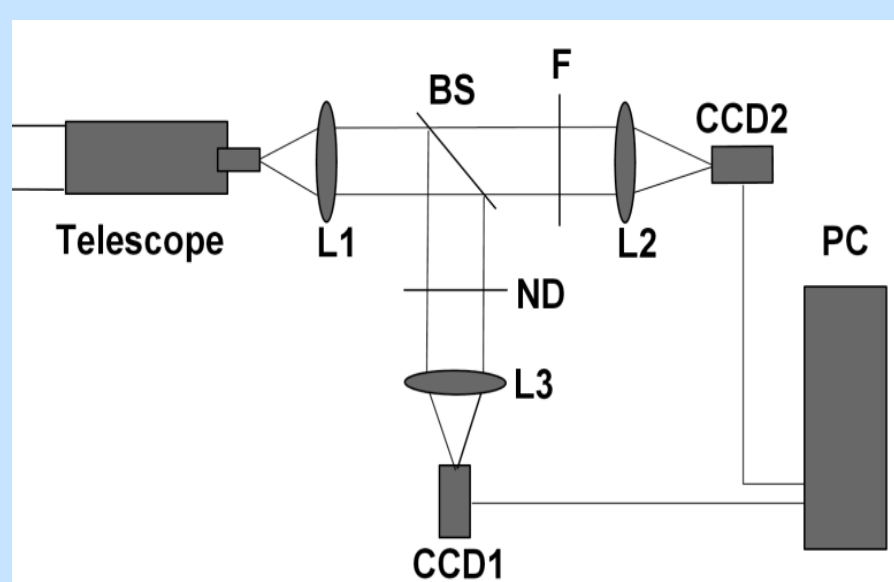 F
BS
CCD2
Telescope
L1
L2
PC
ND
L3
CCD1